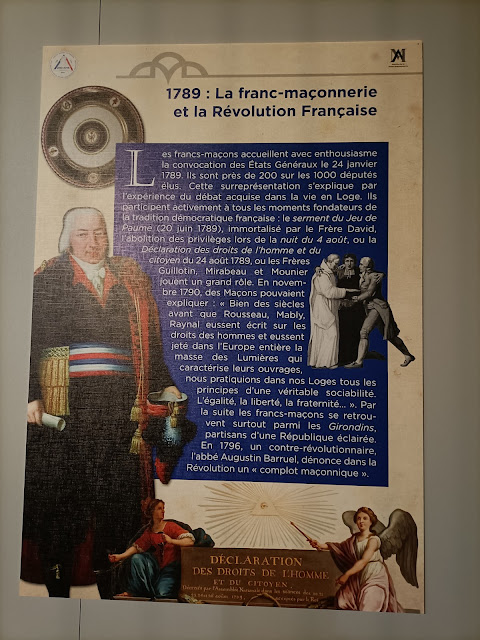 1789 : La franc-maçonnerie
et la Révolution Française
Les francs-maçons accueillent avec enthousiasme
la convocation des États Généraux le 24 janvier
1789. Ils sont près de 200 sur les 1000 députés
élus. Cette surreprésentation s'explique par
l'expérience du débat acquise dans la vie en Loge. Ils
participent activement à tous les moments fondateurs de
la tradition démocratique française : le serment du Jeu de
Paume (20 juin 1789), immortalisé par le Frère David,
l'abolition des privilèges lors de la nuit du 4 août, ou la
Déclaration des droits de l'homme et du
citoyen du 24 août 1789, ou les Frères
Guillotin, Mirabeau et Mounier
jouent un grand rôle. En novem-
bre 1790, des Maçons pouvaient
expliquer : « Bien des siècles
avant que Rousseau, Mably,
Raynal eussent écrit sur les
droits des hommes et eussent
jeté dans l'Europe entière la
masse des Lumières qui
caractérise leurs ouvrages,
nous pratiquions dans nos Loges tous les
principes d'une véritable sociabilité.
L'égalité, la liberté, la fraternité... ». Par
la suite les francs-maçons se retrou-
vent surtout parmi les Girondins,
partisans d'une République éclairée.
En 1796, un contre-révolutionnaire,
l'abbé Augustin Barruel, dénonce dans la
Révolution un « complot maçonnique ».
DÉCLARATION
DES DROITS DE L'HOMME
ET DU CITOYEN,